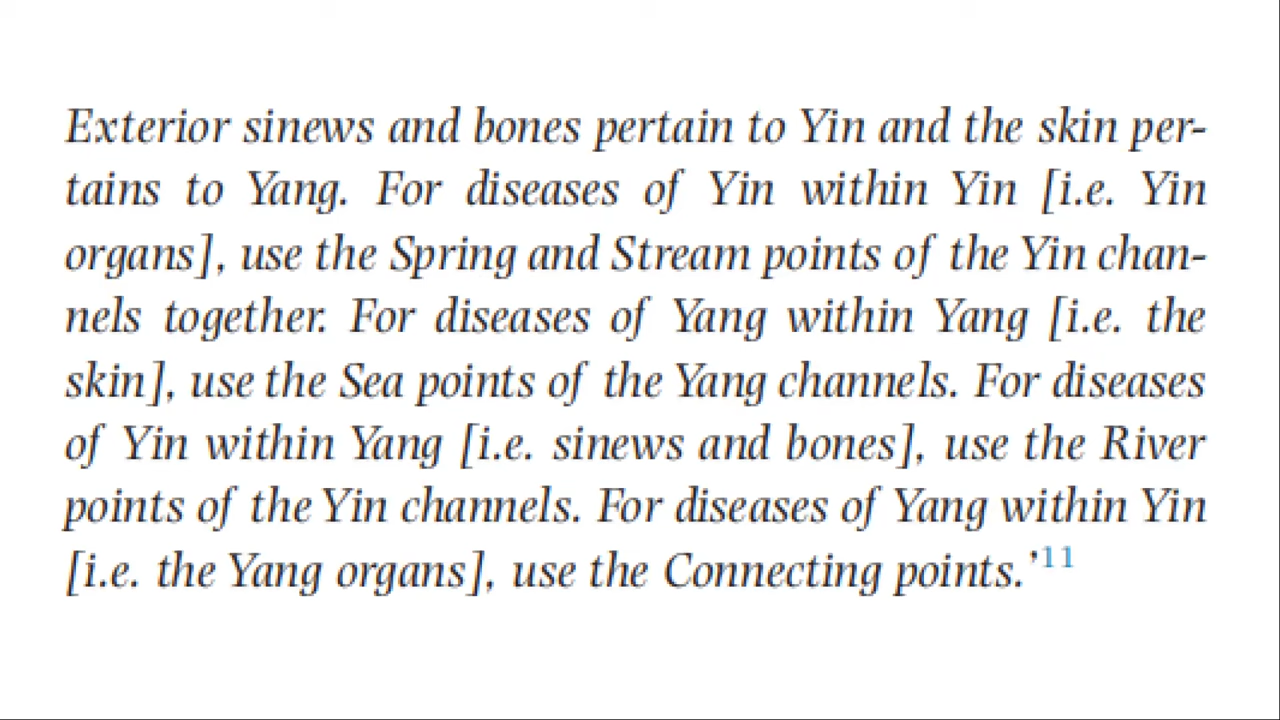 Exterior sinews and bones pertain to Yin and the skin per-
tains to Yang. For diseases of Yin within Yin [i.e. Yin
organs], use the Spring and Stream points of the Yin chan-
nels together. For diseases of Yang within Yang [i.e. the
skin], use the Sea points of the Yang channels. For diseases
of Yin within Yang [i.e. sinews and bones], use the River
points of the Yin channels. For diseases of Yang within Yin
[i.e. the Yang organs], use the Connecting points.’11